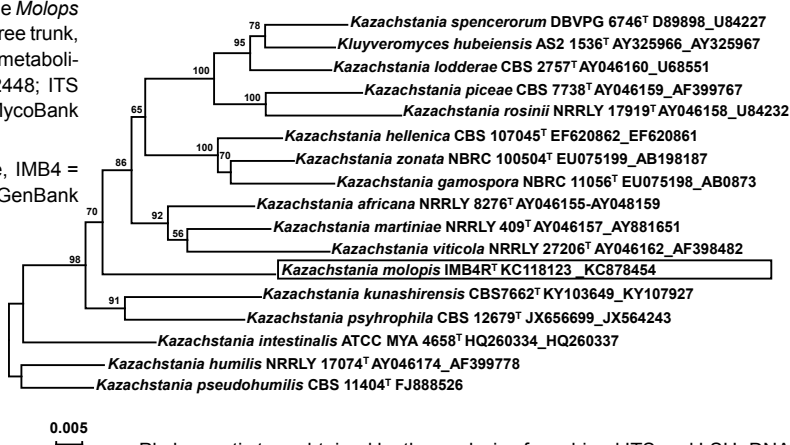 e Molops
ree trunk,
metaboli-
2448; ITS
MycoBank
e, IMB4 =
GenBank
78
Kazachstania spencerorum DBVPG 6746ᵀ D89898_U84227
Kluyveromyces hubeiensis AS2 1536ᵀ AY325966_AY325967
95
Kazachstania lodderae CBS 2757ᵀ AY046160_U68551
100
Kazachstania piceae CBS 7738ᵀ AY046159_AF399767
100
Kazachstania rosinii NRRLY 17919ᵀ AY046158_U84232
65
Kazachstania hellenica CBS 107045ᵀ EF620862_EF620861
100
70
Kazachstania zonata NBRC 100504ᵀ EU075199_AB198187
Kazachstania gamospora NBRC 11056ᵀ EU075198_AB0873
86
Kazachstania africana NRRLY 8276ᵀ AY046155-AY048159
92
Kazachstania martiniae NRRLY 409ᵀ AY046157_AY881651
56
Kazachstania viticola NRRLY 27206ᵀ AY046162_AF398482
70
Kazachstania molopis IMB4Rᵀ KC118123 _KC878454
98
Kazachstania kunashirensis CBS7662ᵀ KY103649_KY107927
91
Kazachstania psyhrophila CBS 12679ᵀ JX656699_JX564243
Kazachstania intestinalis ATCC MYA 4658ᵀ HQ260334_HQ260337
Kazachstania humilis NRRLY 17074ᵀ AY046174_AF399778
Kazachstania pseudohumilis CBS 11404ᵀ FJ888526
0.005